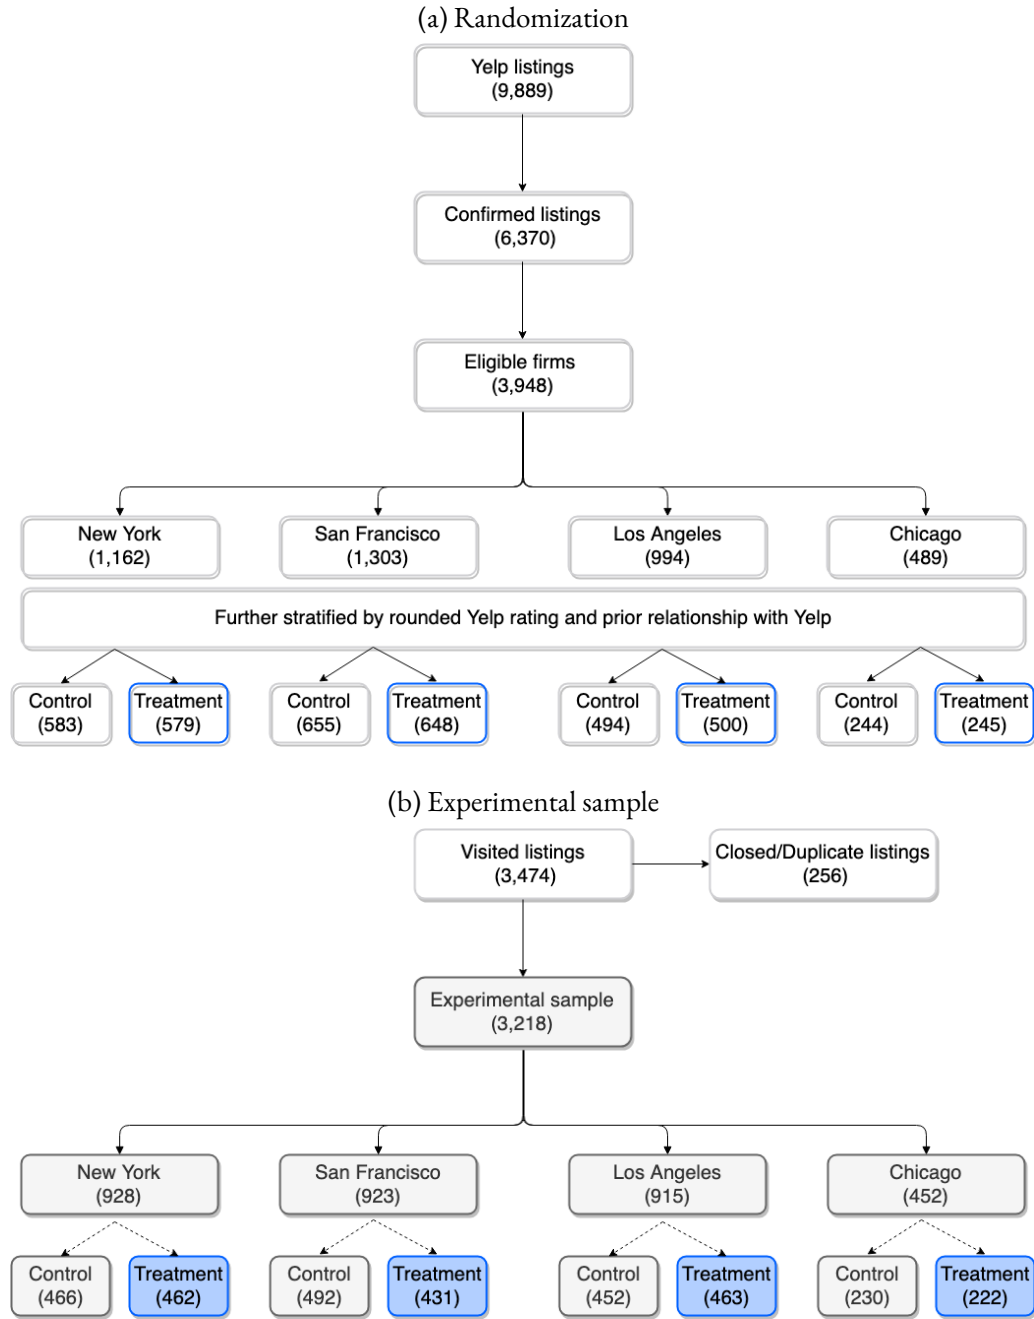 (a) Randomization
Yelp listings
(9,889)
Confirmed listings
(6,370)
Eligible firms
(3,948)
New York
(1,162)
San Francisco
(1,303)
Los Angeles
(994)
Chicago
(489)
Further stratified by rounded Yelp rating and prior relationship with Yelp
Control
(583)
Treatment
(579)
Control
(655)
Treatment
(648)
Control
(494)
Treatment
(500)
Control
(244)
Treatment
(245)
(b) Experimental sample
Visited listings
(3,474)
Closed/Duplicate listings
(256)
Experimental sample
(3,218)
New York
(928)
San Francisco
(923)
Los Angeles
(915)
Chicago
(452)
Control
(466)
Treatment
(462)
Control
(492)
Treatment
(431)
Control
(452)
Treatment
(463)
Control
(230)
Treatment
(222)